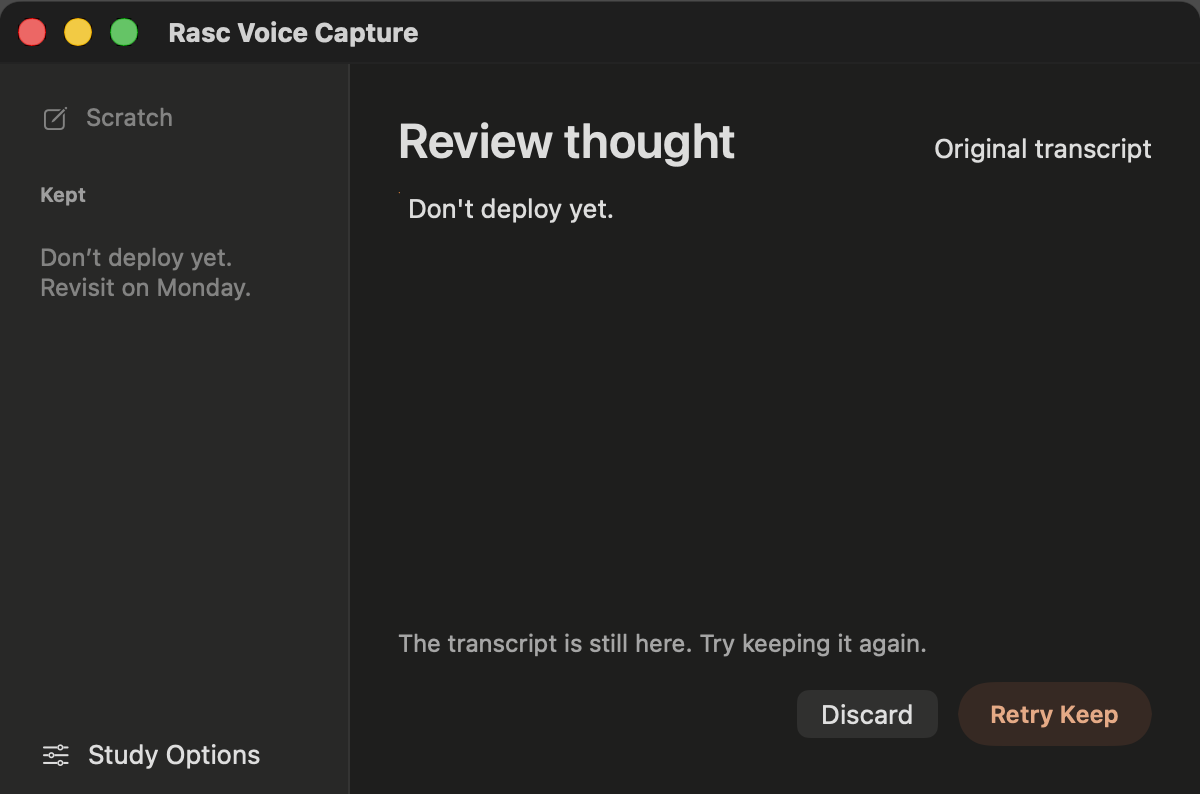 Rasc Voice Capture
Scratch
Kept
Don’t deploy yet.
Revisit on Monday.
Study Options
Review thought
Original transcript
Don't deploy yet.
The transcript is still here. Try keeping it again.
Discard
Retry Keep